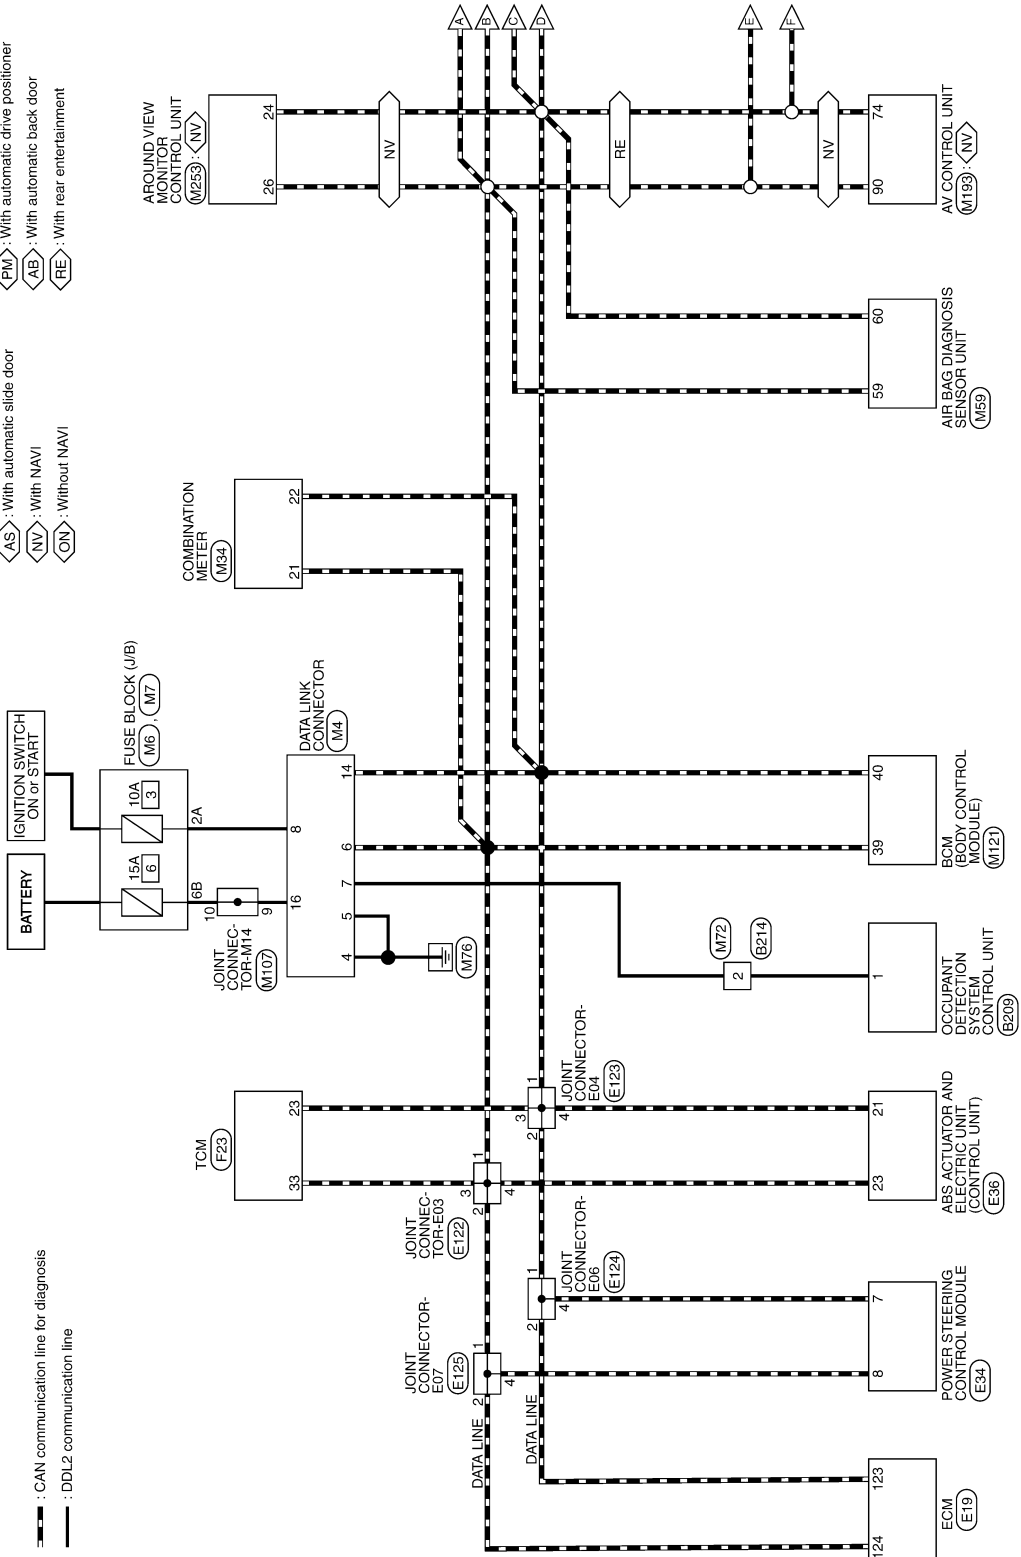 : CAN communication line for diagnosis
: DDL2 communication line
AS : With automatic slide door
NV : With NAVI
ON : Without NAVI
PM : With automatic drive positioner
AB : With automatic back door
RE : With rear entertainment
BATTERY
IGNITION SWITCH
ON or START
FUSE BLOCK (J/B)
M6 , M7
15A
6
10A
3
6B
2A
10
9
JOINT
CONNEC-
TOR-M14
M107
DATA LINK
CONNECTOR
M4
16
8
4
5
7
6
14
M76
TCM
F23
33
23
COMBINATION
METER
M34
21
22
AROUND VIEW
MONITOR
CONTROL UNIT
M253 : NV
26
24
NV
RE
NV
A
B
C
D
E
F
JOINT
CONNECTOR-
E07
E125
2
1
4
JOINT
CONNEC-
TOR-E03
E122
2
3
1
4
JOINT
CONNECTOR-
E06
E124
2
1
4
JOINT
CONNECTOR-
E04
E123
2
3
1
4
DATA LINE
DATA LINE
M72
2
B214
124
123
ECM
E19
8
7
POWER STEERING
CONTROL MODULE
E34
23
21
ABS ACTUATOR AND
ELECTRIC UNIT
(CONTROL UNIT)
E36
1
OCCUPANT
DETECTION
SYSTEM
CONTROL UNIT
B209
39
40
BCM
(BODY CONTROL
MODULE)
M121
59
60
AIR BAG DIAGNOSIS
SENSOR UNIT
M59
90
74
AV CONTROL UNIT
M193 : NV